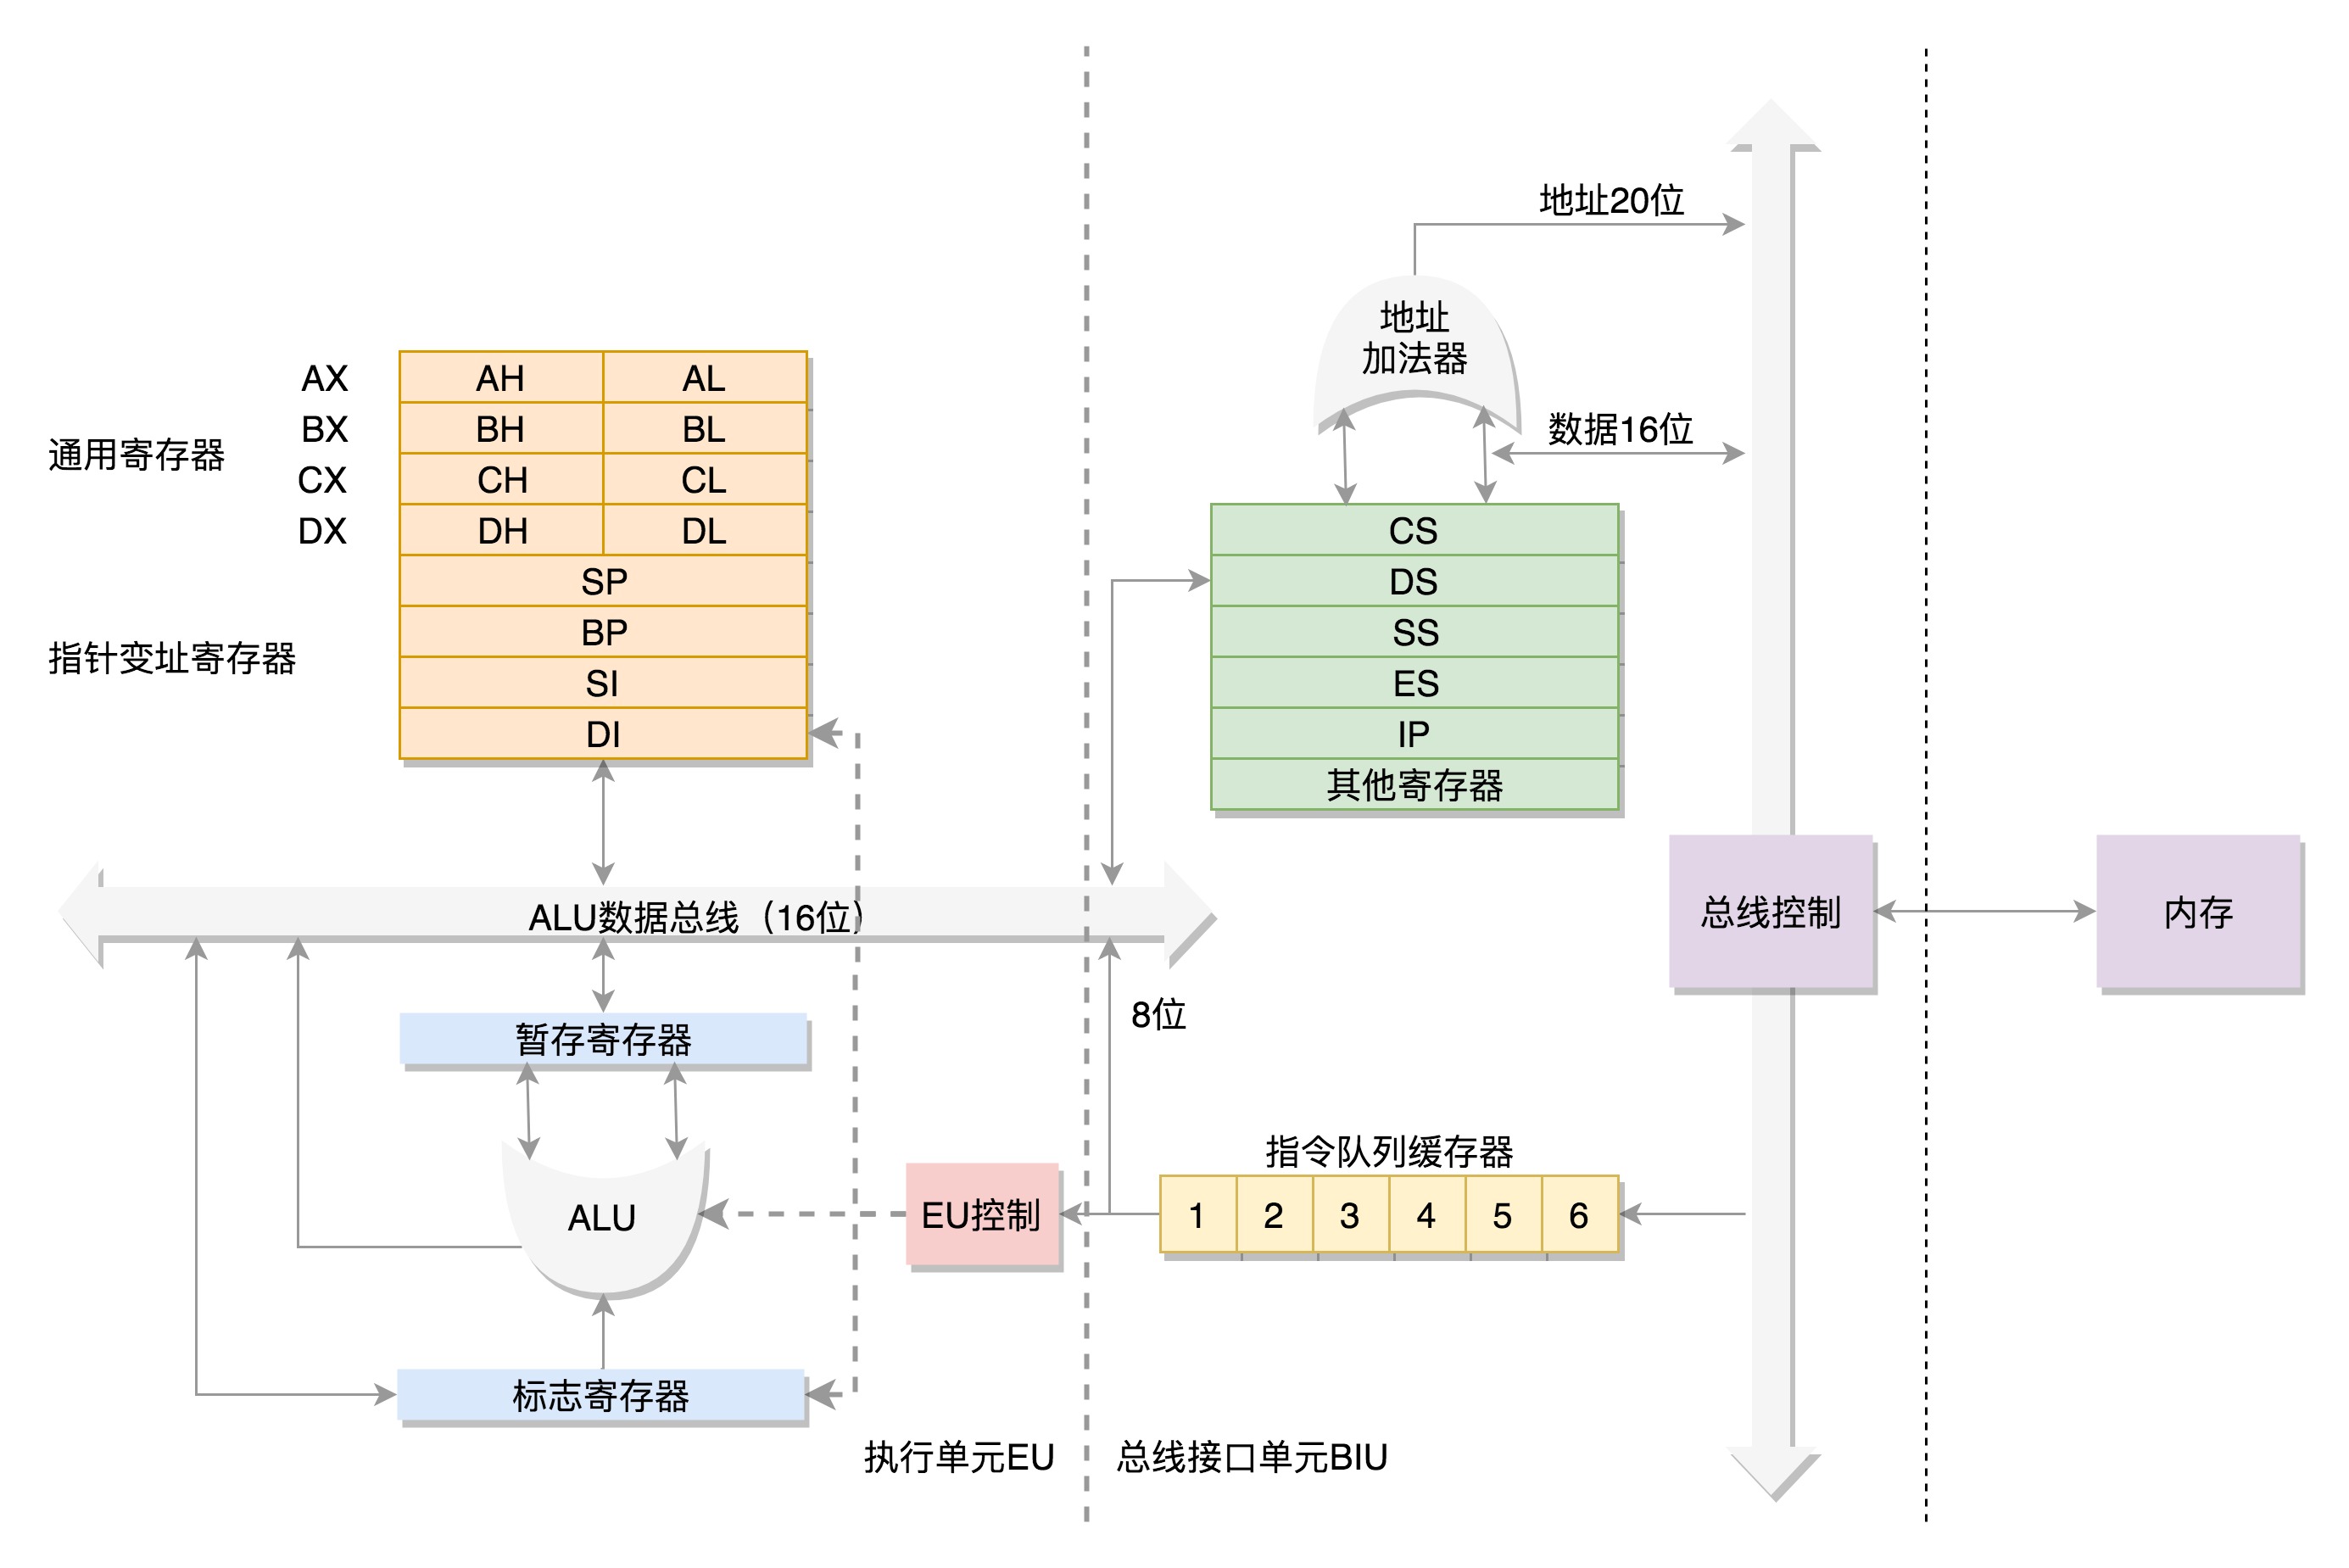 地址20位
地址
加法器
数据16位
通用寄存器
AX
AH
AL
BX
BH
BL
CX
CH
CL
DX
DH
DL
指针变址寄存器
SP
BP
SI
DI
CS
DS
SS
ES
IP
其他寄存器
ALU数据总线（16位）
总线控制
内存
暂存寄存器
8位
ALU
EU控制
指令队列缓存器
1
2
3
4
5
6
标志寄存器
执行单元EU
总线接口单元BIU